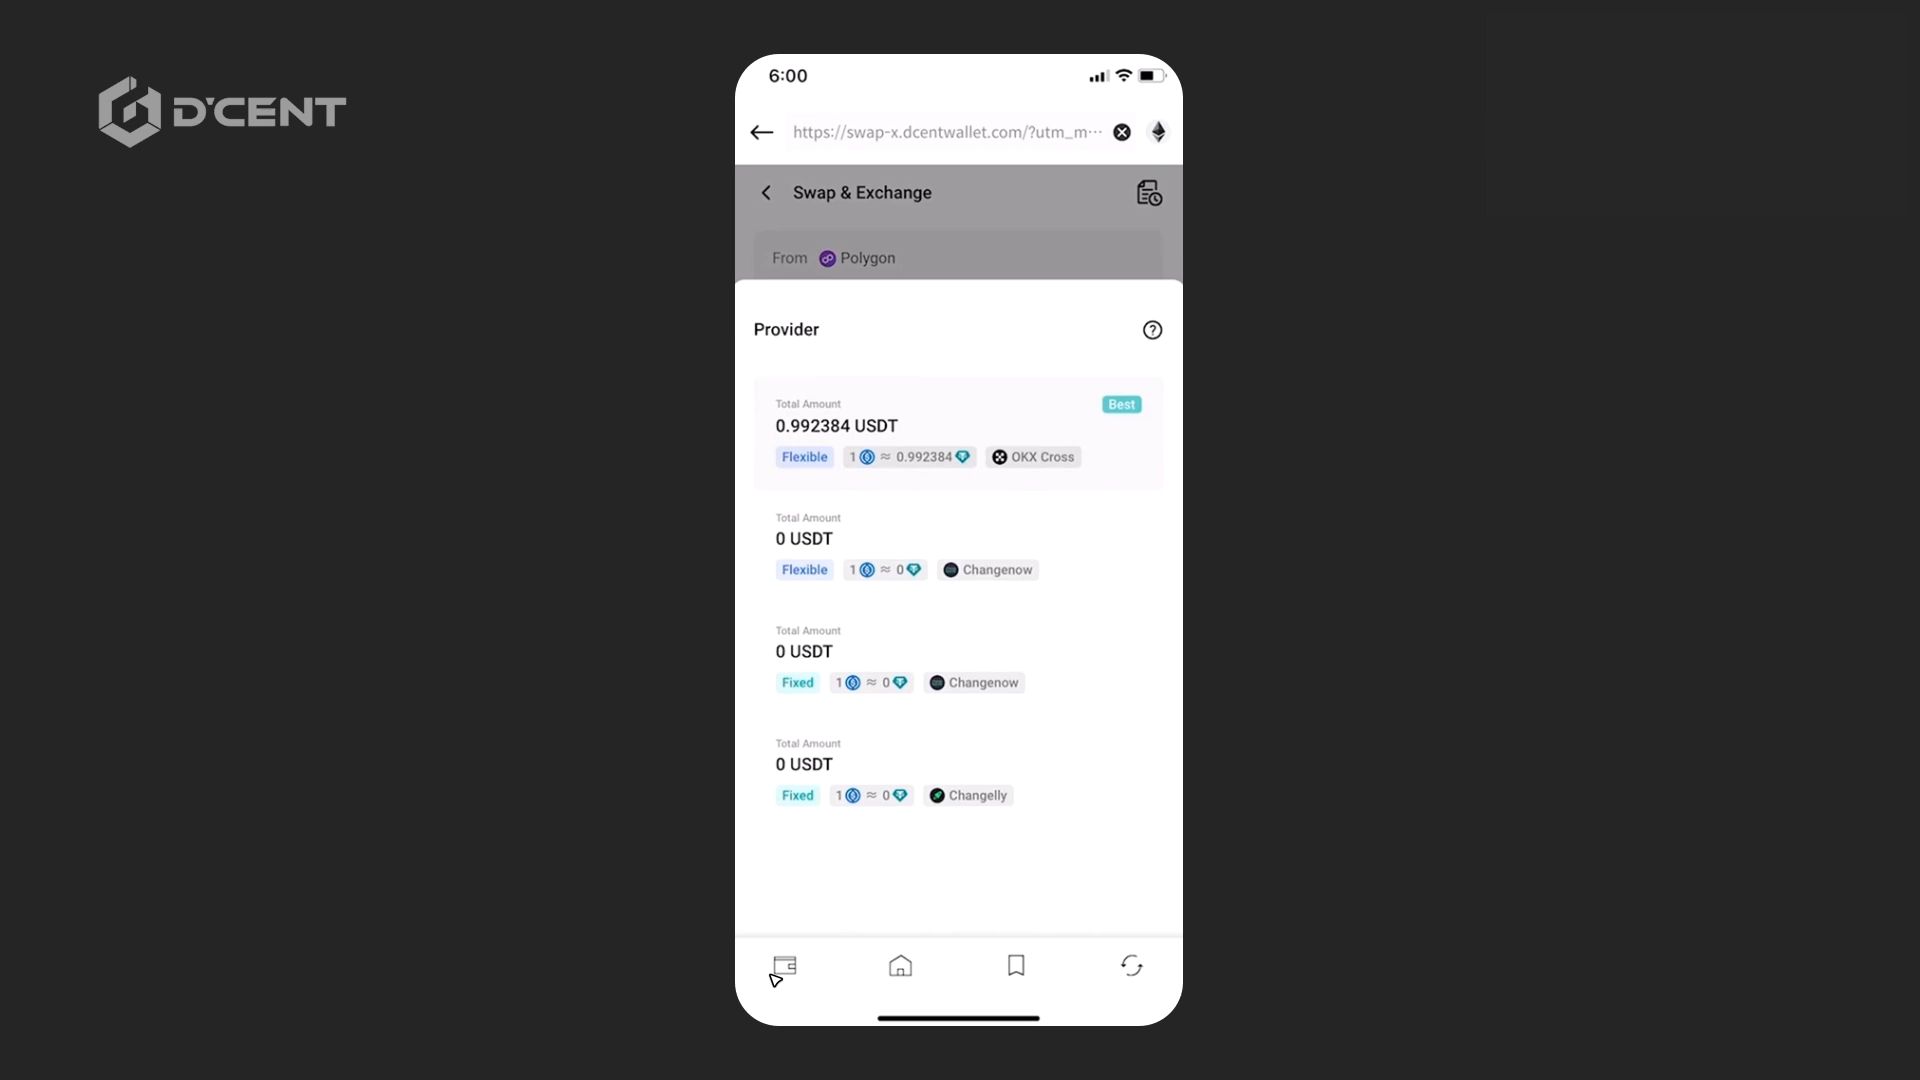 D'CENT
6:00
https://swap-x.dcentwallet.com/?utm_m···
Swap & Exchange
From Polygon
Provider
Total Amount
Best
0.992384 USDT
Flexible 1 ≈ 0.992384 OKX Cross
Total Amount
0 USDT
Flexible 1 ≈ 0 Changenow
Total Amount
0 USDT
Fixed 1 ≈ 0 Changenow
Total Amount
0 USDT
Fixed 1 ≈ 0 Changelly